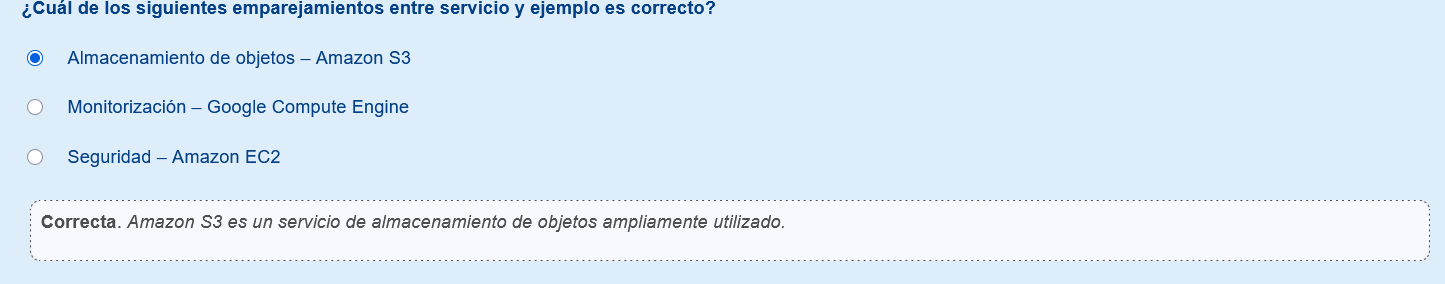 ¿Cuál de los siguientes emparejamientos entre servicio y ejemplo es correcto?
Almacenamiento de objetos – Amazon S3
Monitorización – Google Compute Engine
Seguridad – Amazon EC2
Correcta. Amazon S3 es un servicio de almacenamiento de objetos ampliamente utilizado.